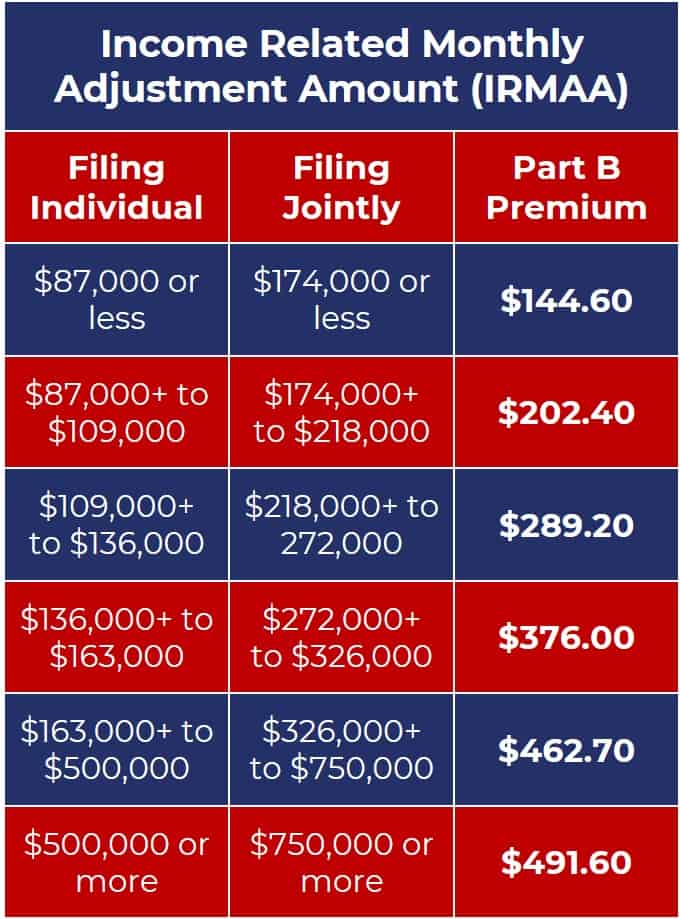 Income Related Monthly
Adjustment Amount (IRMAA)
Filing
Individual
Filing
Jointly
Part B
Premium
$87,000 or
less
$174,000 or
less
$144.60
$87,000+ to
$109,000
$174,000+
to $218,000
$202.40
$109,000+
to $136,000
$218,000+ to
272,000
$289.20
$136,000+ to
$163,000
$272,000+
to $326,000
$376.00
$163,000+ to
$500,000
$326,000+
to $750,000
$462.70
$500,000 or
more
$750,000 or
more
$491.60